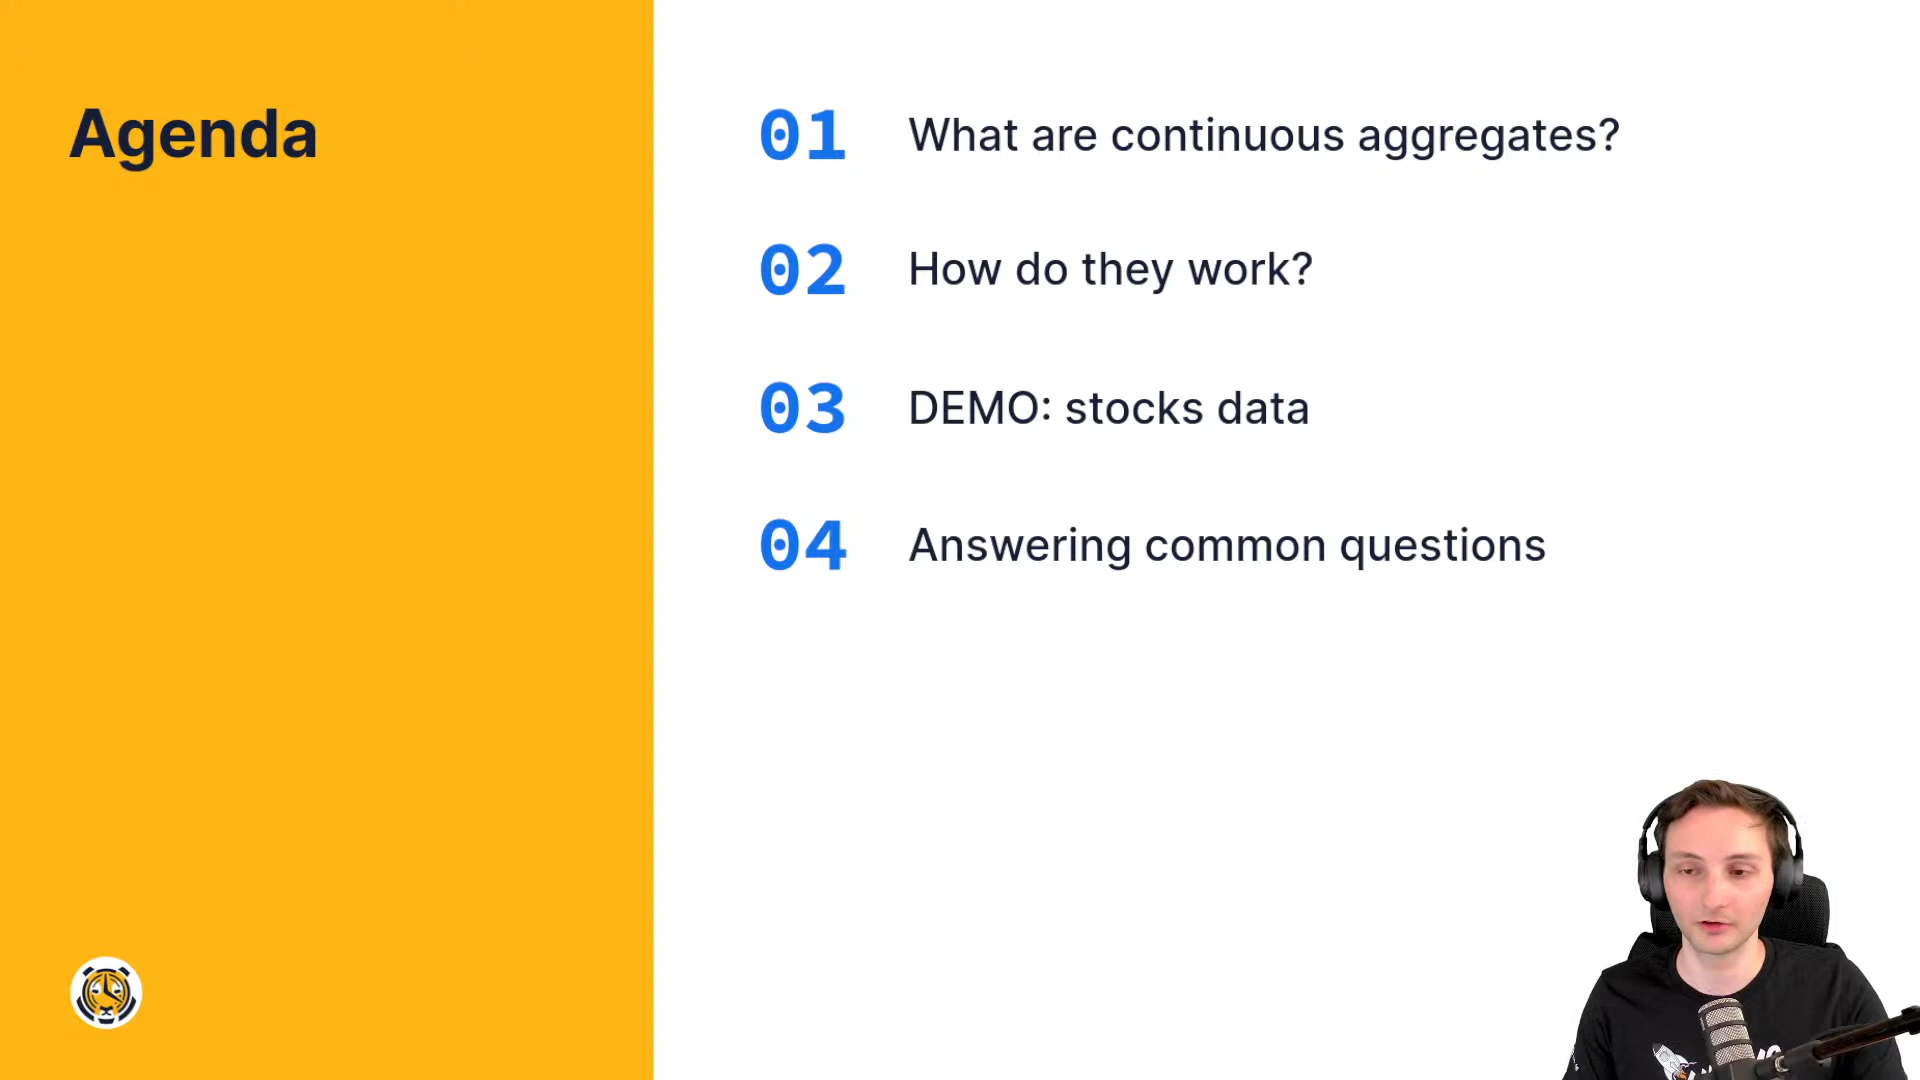 Agenda
01 What are continuous aggregates?
02 How do they work?
03 DEMO: stocks data
04 Answering common questions